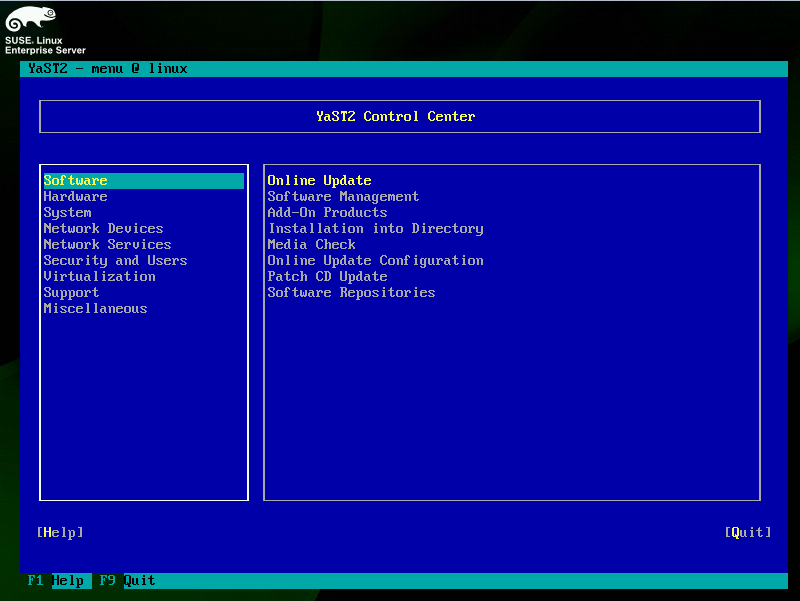 SUSE. Linux
Enterprise Server
YaST2 - menu @ linux
YaST2 Control Center
Software
Hardware
System
Network Devices
Network Services
Security and Users
Virtualization
Support
Miscellaneous
Online Update
Software Management
Add-On Products
Installation into Directory
Media Check
Online Update Configuration
Patch CD Update
Software Repositories
[Help] [Quit]
F1 Help F9 Quit